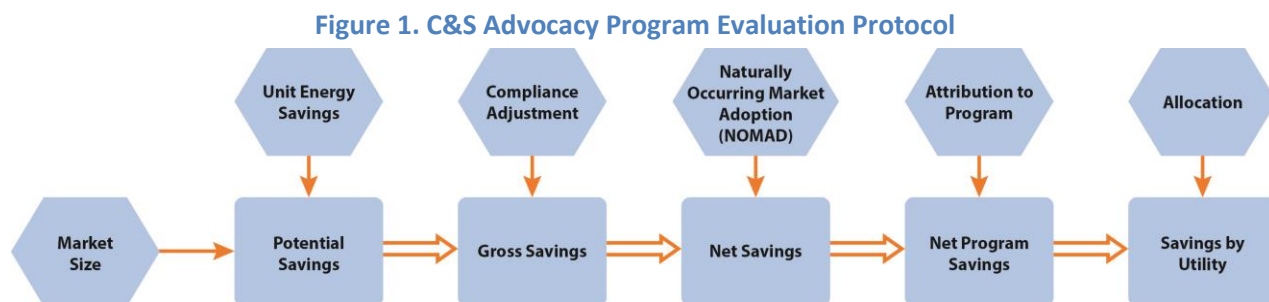 Figure 1. C&S Advocacy Program Evaluation Protocol
Unit Energy
Savings
Compliance
Adjustment
Naturally
Occurring Market
Adoption
(NOMAD)
Attribution to
Program
Allocation
Market
Size
Potential
Savings
Gross Savings
Net Savings
Net Program
Savings
Savings by
Utility